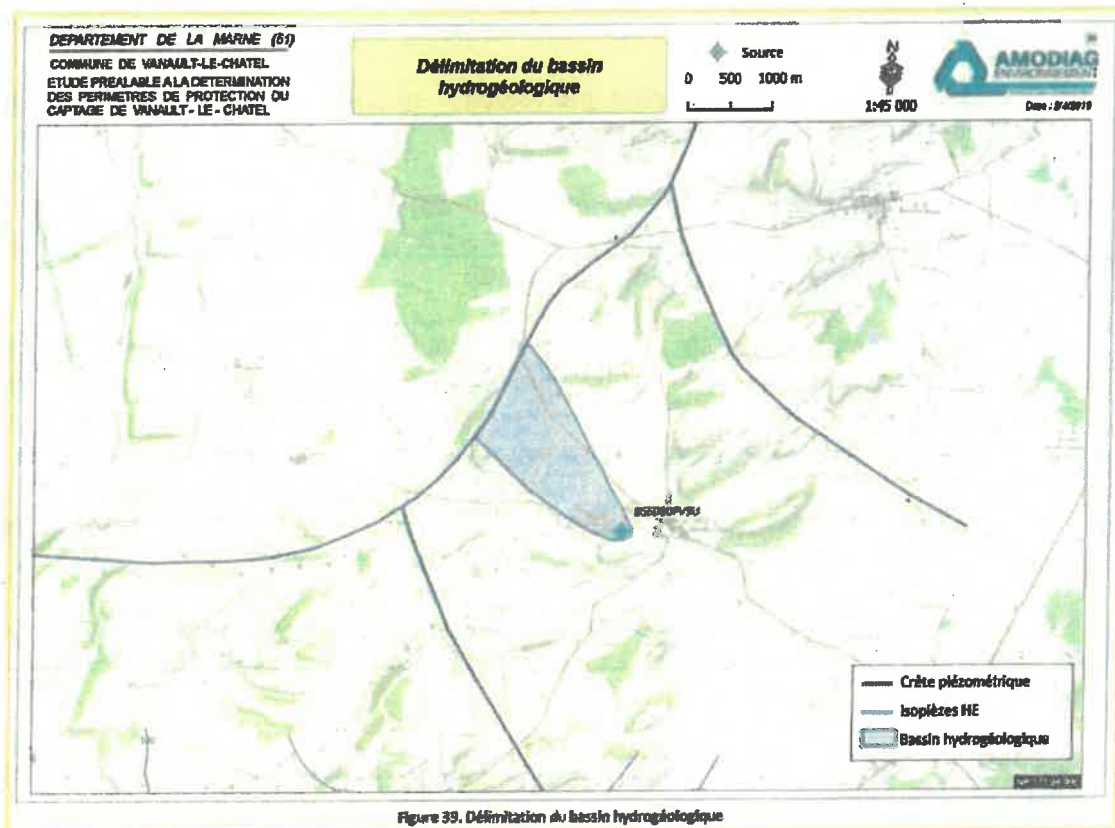 DEPARTEMENT DE LA MARNE (51)
COMMUNE DE VANAULT-LE-CHATEL
ETUDE PREALABLE A LA DETERMINATION
DES PERIMETRES DE PROTECTION DU
CAPTAGE DE VANAULT - LE - CHATEL
Délimitation du bassin
hydrogéologique
Source
0 500 1000 m
N
1:45 000
AMODIAG
ENVIRONNEMENT
Crête piézométrique
Isopièzes HE
Bassin hydrogéologique
Figure 39. Délimitation du bassin hydrogéologique